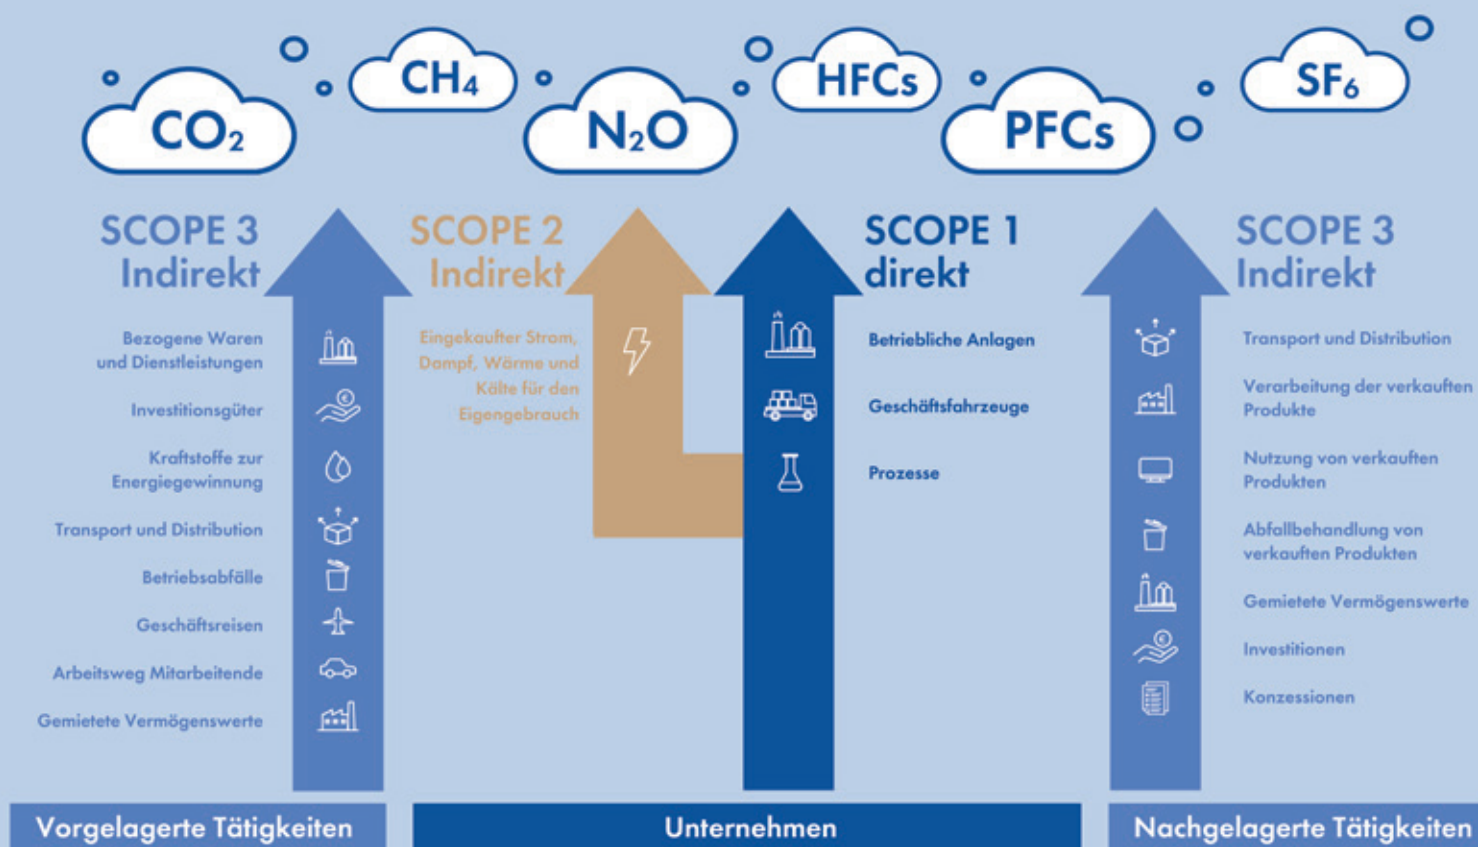 CO₂
CH₄
N₂O
HFCs
PFCs
SF₆
SCOPE 3
Indirekt
Bezogene Waren
und Dienstleistungen
Investitionsgüter
Kraftstoffe zur
Energiegewinnung
Transport und Distribution
Betriebsabfälle
Geschäftsreisen
Arbeitsweg Mitarbeitende
Gemietete Vermögenswerte
SCOPE 2
Indirekt
Eingekaufter Strom,
Dampf, Wärme und
Kälte für den
Eigengebrauch
SCOPE 1
direkt
Betriebliche Anlagen
Geschäftsfahrzeuge
Prozesse
SCOPE 3
Indirekt
Transport und Distribution
Verarbeitung der verkauften
Produkte
Nutzung von verkauften
Produkten
Abfallbehandlung von
verkauften Produkten
Gemietete Vermögenswerte
Investitionen
Konzessionen
Vorgelagerte Tätigkeiten
Unternehmen
Nachgelagerte Tätigkeiten